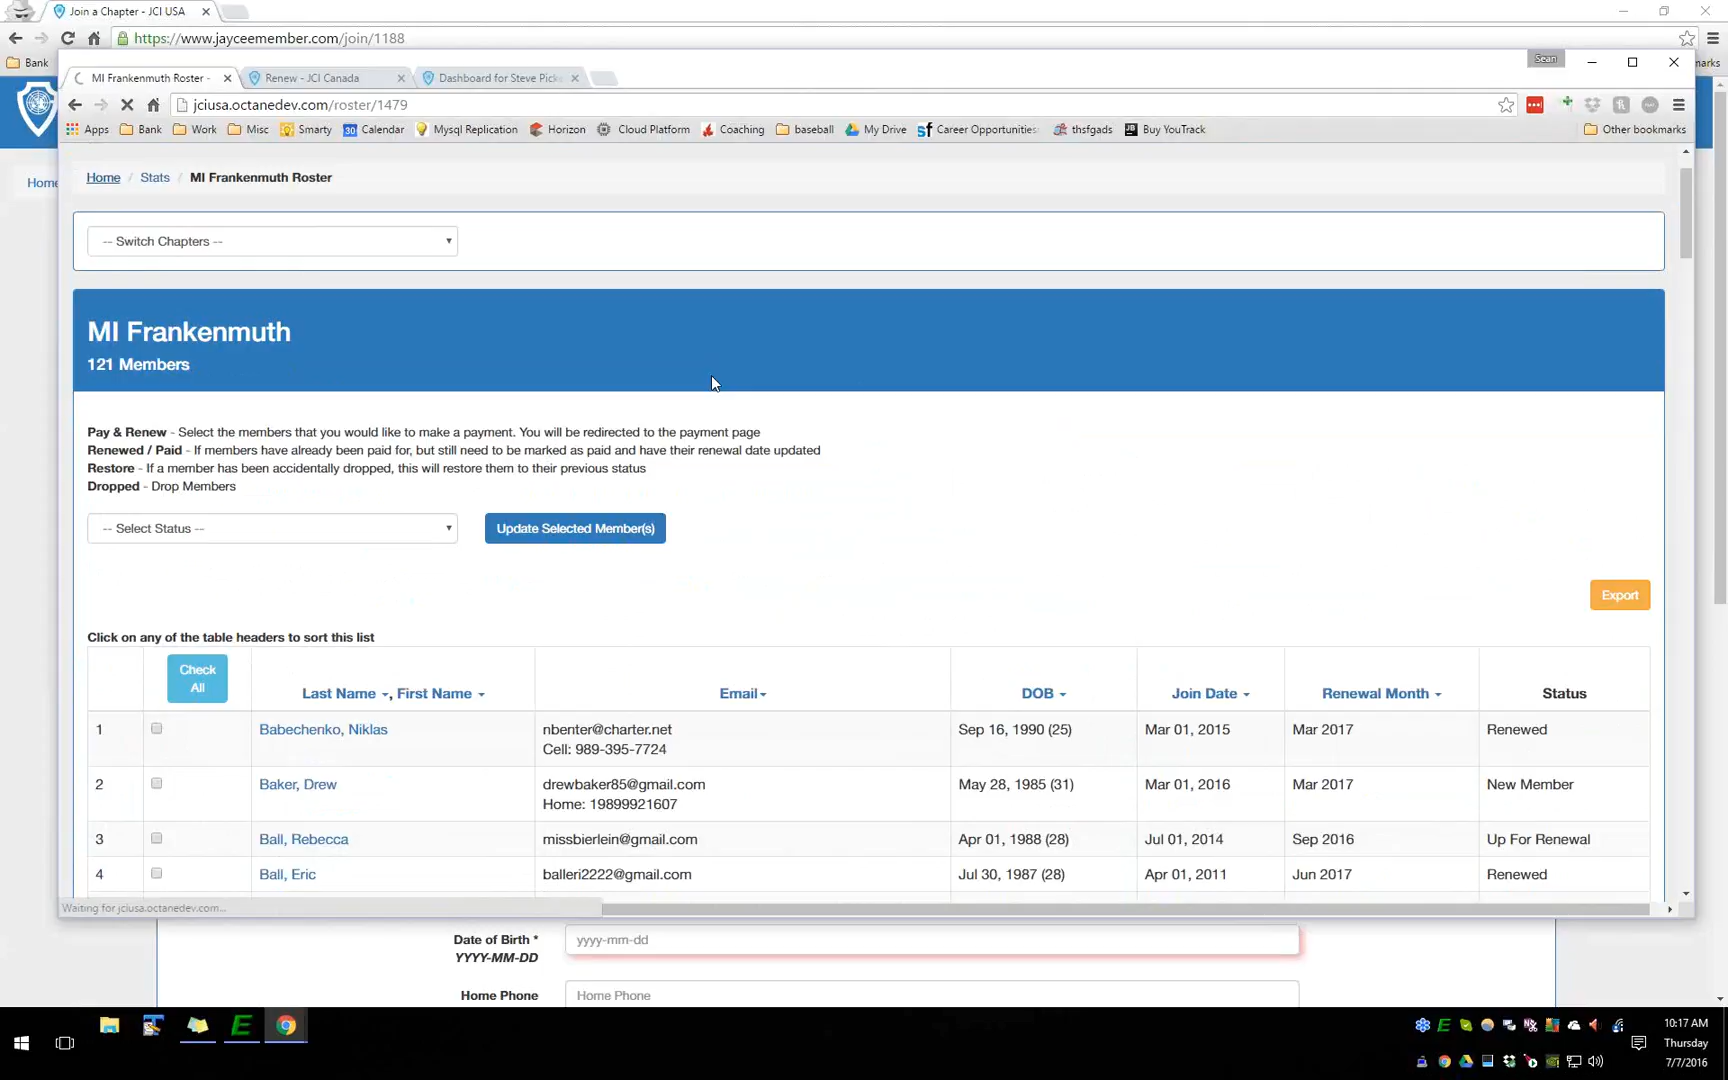 Join a Chapter - JCI USA
https://www.jayceemember.com/join/1188
Bank
Sean
MI Frankenmuth Roster -
Renew - JCI Canada
Dashboard for Steve Picke
jciusa.octanedev.com/roster/1479
Apps
Bank
Work
Misc
Smarty
30 Calendar
Mysql Replication
Horizon
Cloud Platform
Coaching
baseball
My Drive
Career Opportunities
thsfgads
Buy YouTrack
Other bookmarks
Home
Home / Stats / MI Frankenmuth Roster
-- Switch Chapters --
MI Frankenmuth
121 Members
Pay & Renew - Select the members that you would like to make a payment. You will be redirected to the payment page
Renewed / Paid - If members have already been paid for, but still need to be marked as paid and have their renewal date updated
Restore - If a member has been accidentally dropped, this will restore them to their previous status
Dropped - Drop Members
-- Select Status --
Update Selected Member(s)
Export
Click on any of the table headers to sort this list
Check All
Last Name, First Name
Email
DOB
Join Date
Renewal Month
Status
1 Babechenko, Niklas nbenter@charter.net Sep 16, 1990 (25) Mar 01, 2015 Mar 2017 Renewed
Cell: 989-395-7724
2 Baker, Drew drewbaker85@gmail.com May 28, 1985 (31) Mar 01, 2016 Mar 2017 New Member
Home: 19899921607
3 Ball, Rebecca missbierlein@gmail.com Apr 01, 1988 (28) Jul 01, 2014 Sep 2016 Up For Renewal
4 Ball, Eric balleri2222@gmail.com Jul 30, 1987 (28) Apr 01, 2011 Jun 2017 Renewed
Waiting for jciusa.octanedev.com...
Date of Birth * yyyy-mm-dd
YYYY-MM-DD
Home Phone Home Phone
10:17 AM
Thursday
7/7/2016